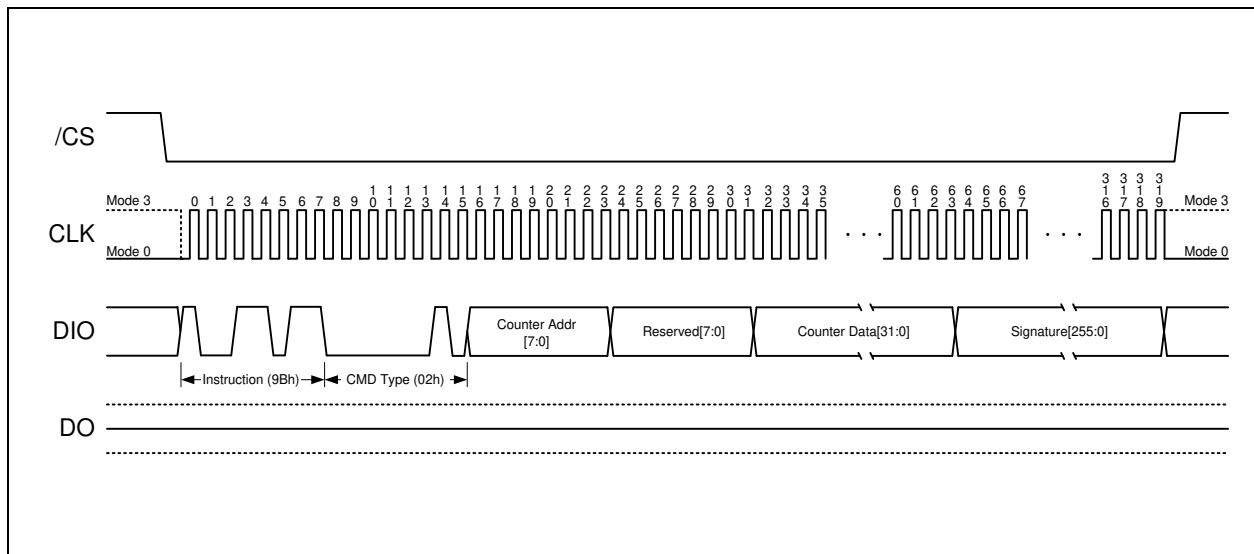 /CS
Mode 3
0 1 2 3 4 5 6 7 8 9 10 11 12 13 14 15 16 17 18 19 20 21 22 23 24 25 26 27 28 29 30 31 32 33 34 35 60 61 62 63 64 65 66 67 316 317 318 319
Mode 3
CLK
Mode 0
. . .
. . .
Mode 0
DIO
Counter Addr
[7:0]
Reserved[7:0]
Counter Data[31:0]
Signature[255:0]
Instruction (9Bh)
CMD Type (02h)
DO